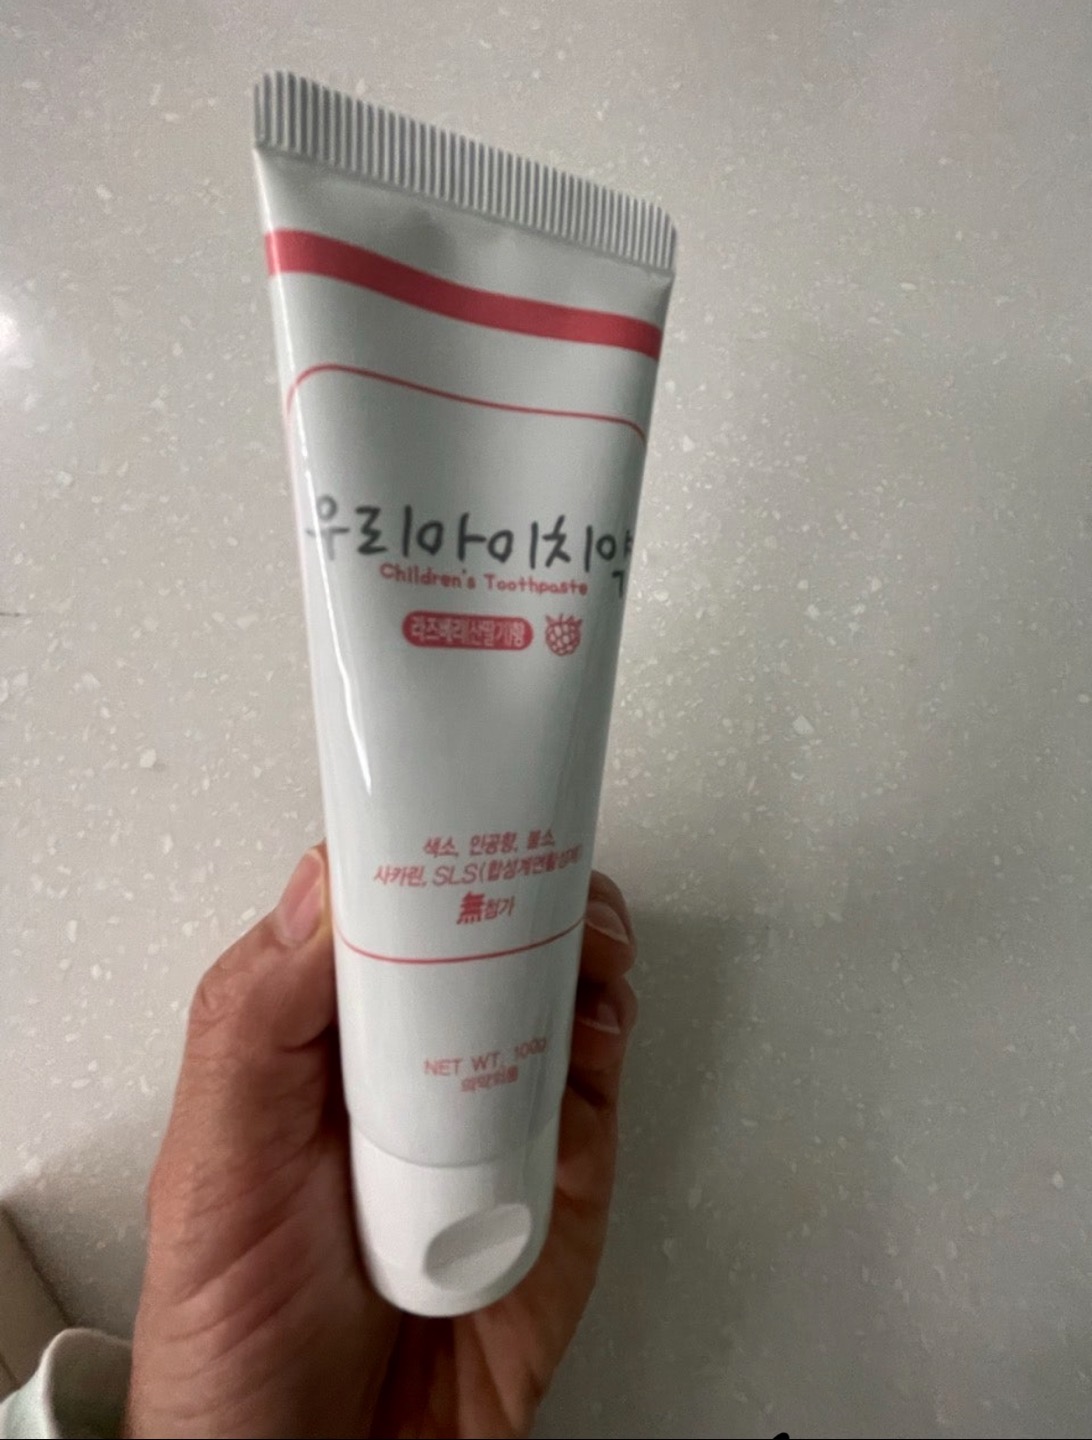 우리아이치약
Children's Toothpaste
라즈베리(산딸기)향
색소, 인공향, 불소,
사카린, SLS(합성계면활성제)
無첨가
NET WT. 100g
의약외품